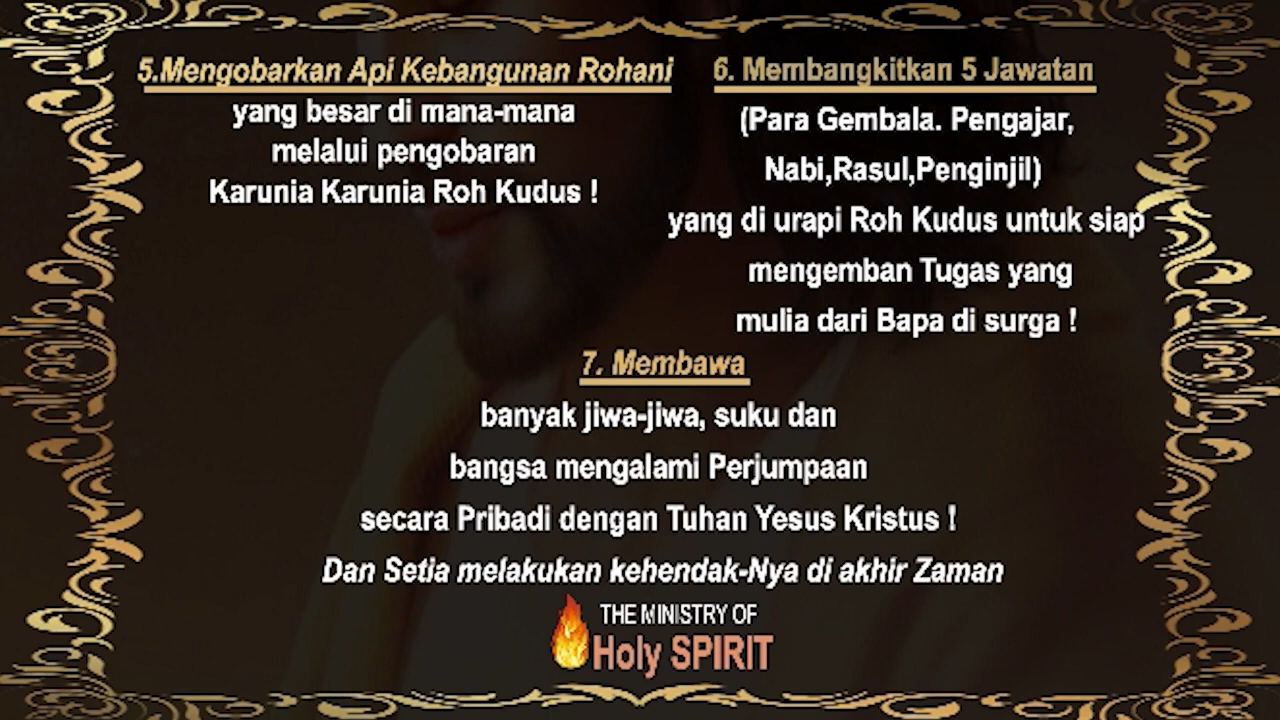 5.Mengobarkan Api Kebangunan Rohani
yang besar di mana-mana
melalui pengobaran
Karunia Karunia Roh Kudus !
6. Membangkitkan 5 Jawatan
(Para Gembala. Pengajar,
Nabi,Rasul,Penginjil)
yang di urapi Roh Kudus untuk siap
mengemban Tugas yang
mulia dari Bapa di surga !
7. Membawa
banyak jiwa-jiwa, suku dan
bangsa mengalami Perjumpaan
secara Pribadi dengan Tuhan Yesus Kristus !
Dan Setia melakukan kehendak-Nya di akhir Zaman
THE MINISTRY OF
Holy SPIRIT